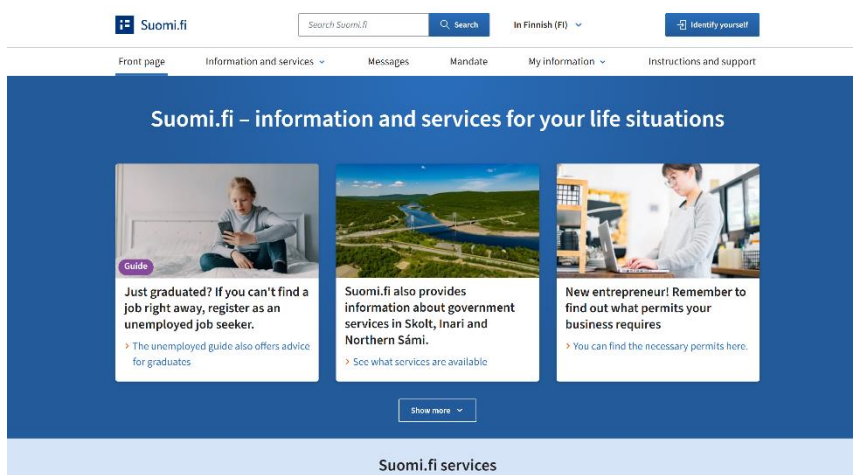 Suomi.fi
Search Suomi.fi
Search
In Finnish (FI)
Identify yourself
Front page
Information and services
Messages
Mandate
My information
Instructions and support
Suomi.fi – information and services for your life situations
Guide
Just graduated? If you can't find a
job right away, register as an
unemployed job seeker.
The unemployed guide also offers advice
for graduates
Suomi.fi also provides
information about government
services in Skolt, Inari and
Northern Sámi.
See what services are available
New entrepreneur! Remember to
find out what permits your
business requires
You can find the necessary permits here.
Show more
Suomi.fi services